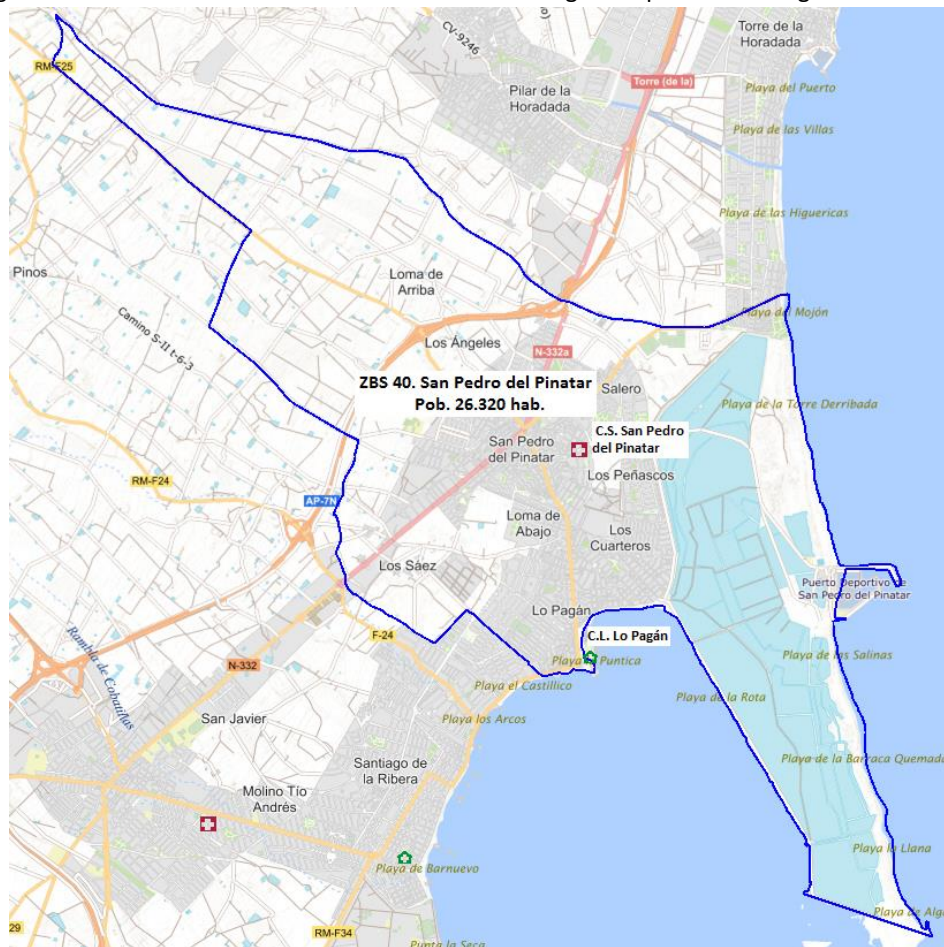 Torre de la
Horadada
CV-9246
RM-F25
Torre (de la)
Pilar de la
Horadada
Playa del Puerto
Playa de las Villas
Playa de las Higuericas
Pinos
Loma de
Arriba
Camino S-II t-6-3
Playa del Mojón
Los Ángeles
N-332a
ZBS 40. San Pedro del Pinatar
Pob. 26.320 hab.
Salero
Playa de la Torre Derribada
C.S. San Pedro
del Pinatar
San Pedro
del Pinatar
Los Peñascos
RM-F24
AP-7N
Loma de
Abajo
Los
Cuarteros
Los Sáez
Puerto Deportivo de
San Pedro del Pinatar
Lo Pagán
C.L. Lo Pagán
F-24
Rambla de Cobatillas
N-332
Playa de las Salinas
Playa el Castillico
Playa de la Rota
San Javier
Playa los Arcos
Santiago de
la Ribera
Playa de la Barraca Quemada
Molino Tío
Andrés
Playa la Llana
Playa de Barnuevo
29
RM-F34
Punta la Seca